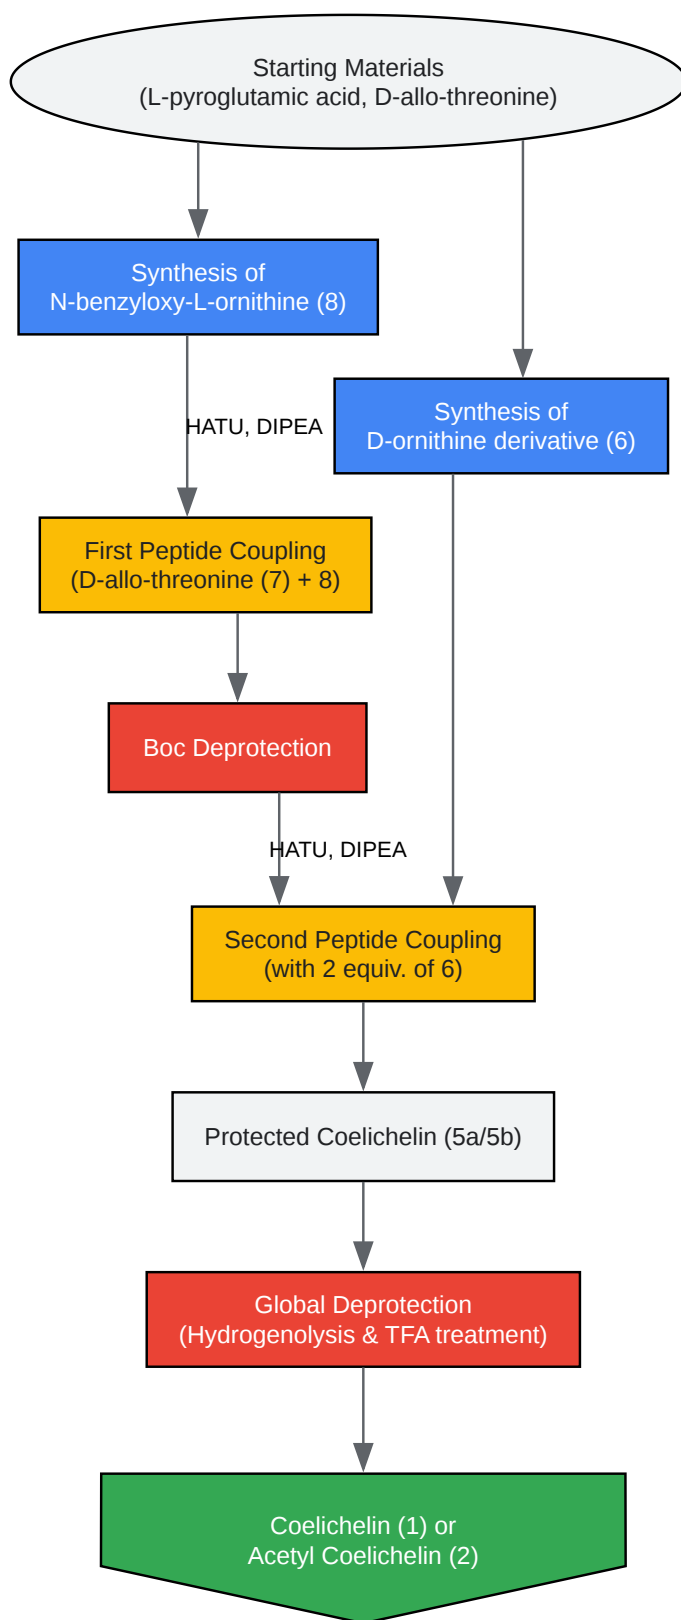 Starting Materials
(L-pyroglutamic acid, D-allo-threonine)
Synthesis of
N-benzyloxy-L-ornithine (8)
Synthesis of
D-ornithine derivative (6)
HATU, DIPEA
First Peptide Coupling
(D-allo-threonine (7) + 8)
Boc Deprotection
HATU, DIPEA
Second Peptide Coupling
(with 2 equiv. of 6)
Protected Coelichelin (5a/5b)
Global Deprotection
(Hydrogenolysis & TFA treatment)
Coelichelin (1) or
Acetyl Coelichelin (2)